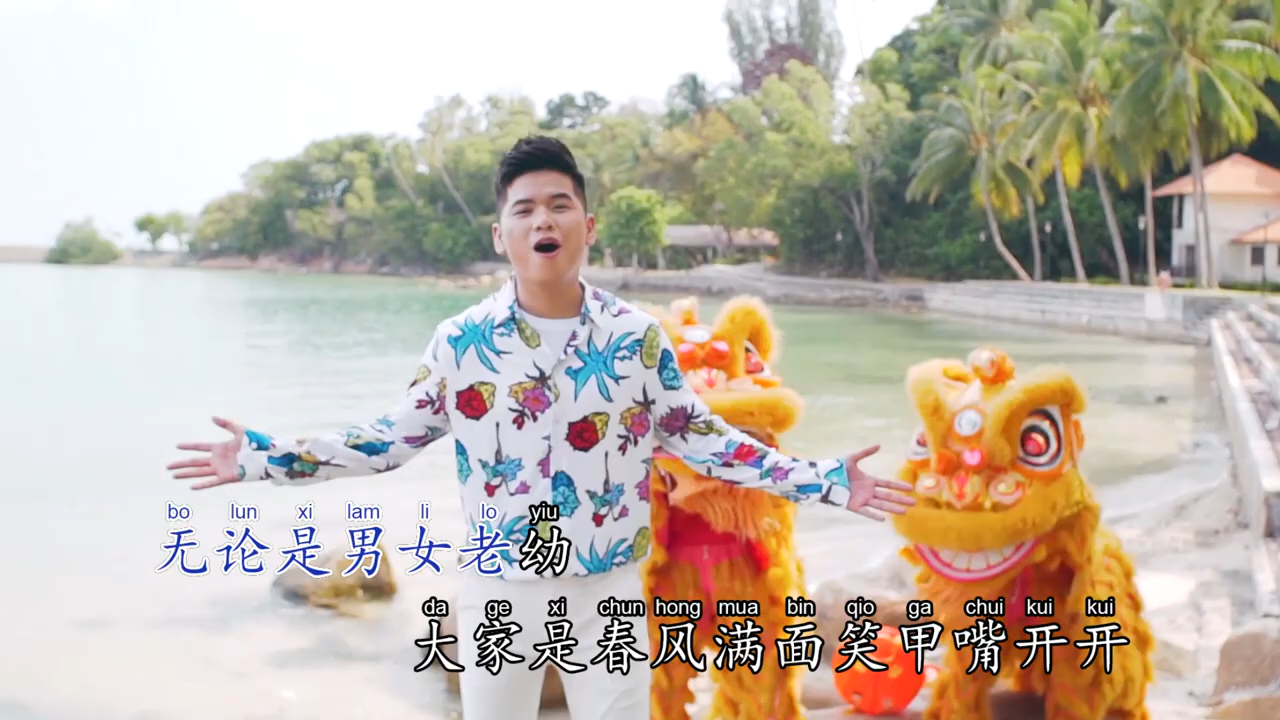 bo lun xi lam li lo yiu
无论是男女老幼
da ge xi chun hong mua bin qio ga chui kui kui
大家是春风满面笑甲嘴开开